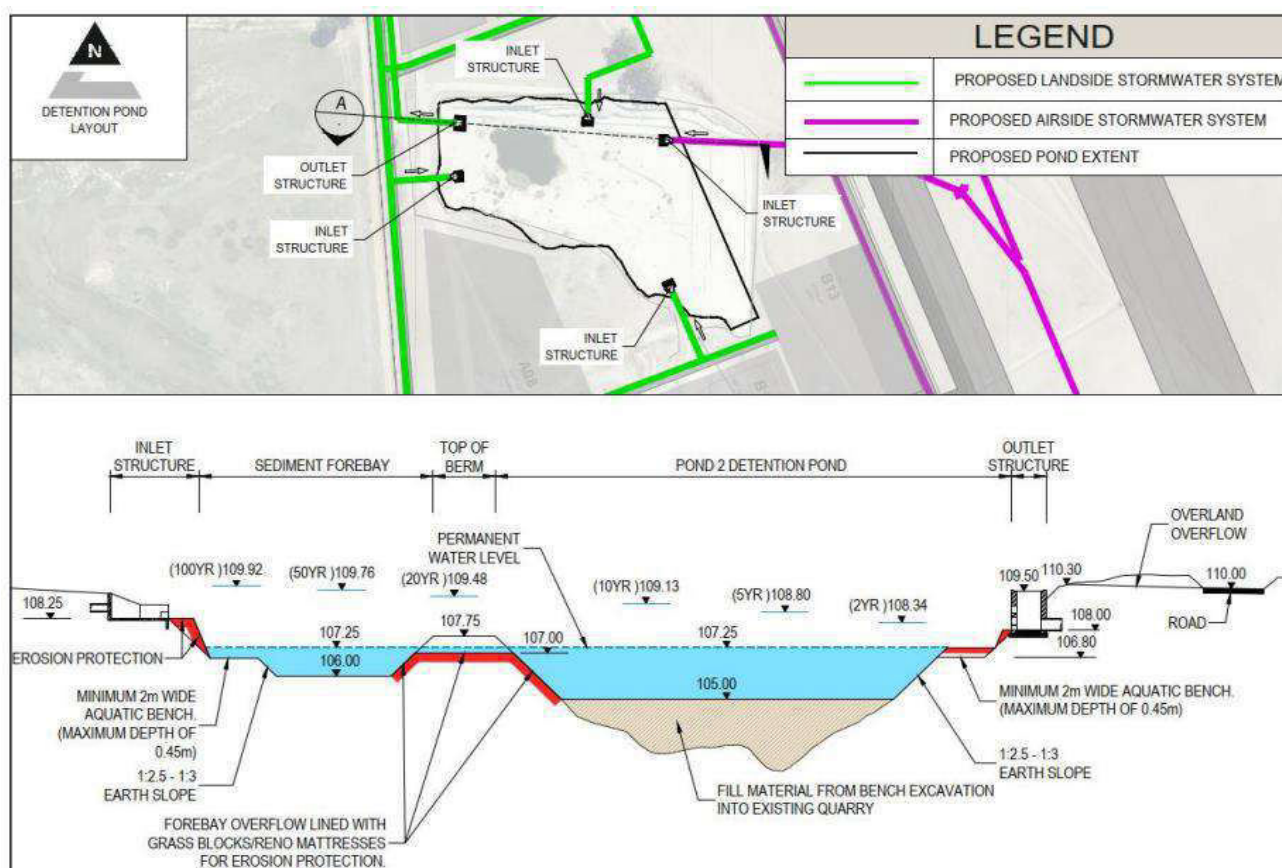 N
DETENTION POND
LAYOUT
A
INLET
STRUCTURE
OUTLET
STRUCTURE
INLET
STRUCTURE
INLET
STRUCTURE
INLET
STRUCTURE
A08
B13
LEGEND
PROPOSED LANDSIDE STORMWATER SYSTEM
PROPOSED AIRSIDE STORMWATER SYSTEM
PROPOSED POND EXTENT
INLET
STRUCTURE
SEDIMENT FOREBAY
TOP OF
BERM
POND 2 DETENTION POND
OUTLET
STRUCTURE
PERMANENT
WATER LEVEL
OVERLAND
OVERFLOW
(100YR )109.92
(50YR )109.76
(20YR )109.48
(10YR )109.13
(5YR )108.80
(2YR )108.34
109.50
110.30
110.00
108.25
107.25
107.75
107.00
107.25
108.00
106.80
ROAD
EROSION PROTECTION
106.00
105.00
MINIMUM 2m WIDE
AQUATIC BENCH.
(MAXIMUM DEPTH OF
0.45m)
1:2.5 - 1:3
EARTH SLOPE
FOREBAY OVERFLOW LINED WITH
GRASS BLOCKS/RENO MATTRESSES
FOR EROSION PROTECTION.
FILL MATERIAL FROM BENCH EXCAVATION
INTO EXISTING QUARRY
MINIMUM 2m WIDE AQUATIC BENCH.
(MAXIMUM DEPTH OF 0.45m)
1:2.5 - 1:3
EARTH SLOPE